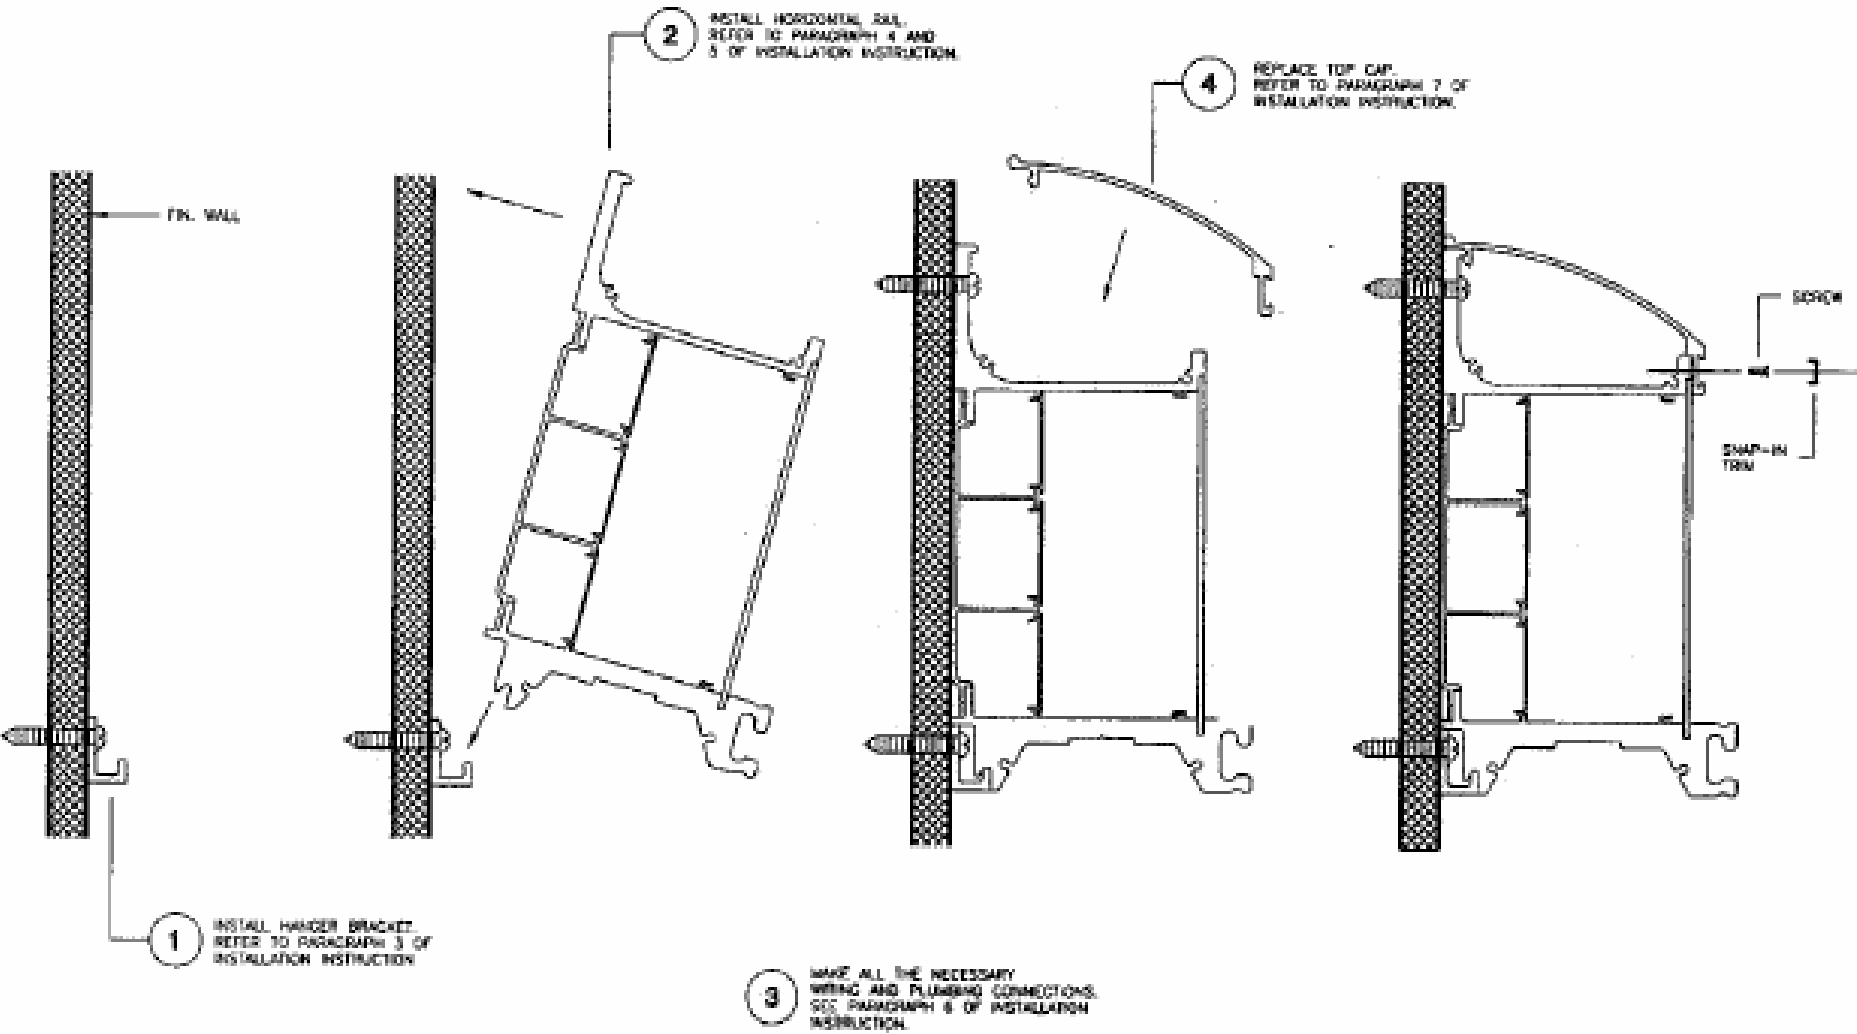 2
INSTALL HORIZONTAL RAIL.
REFER TO PARAGRAPH 4 AND
5 OF INSTALLATION INSTRUCTION.
4
REPLACE TOP CAP.
REFER TO PARAGRAPH 7 OF
INSTALLATION INSTRUCTION.
FIN. WALL
SCREW
SNAP-IN
TRIM
1
INSTALL HANGER BRACKET.
REFER TO PARAGRAPH 3 OF
INSTALLATION INSTRUCTION
3
MAKE ALL THE NECESSARY
WIRING AND PLUMBING CONNECTIONS.
SEE PARAGRAPH 6 OF INSTALLATION
INSTRUCTION.